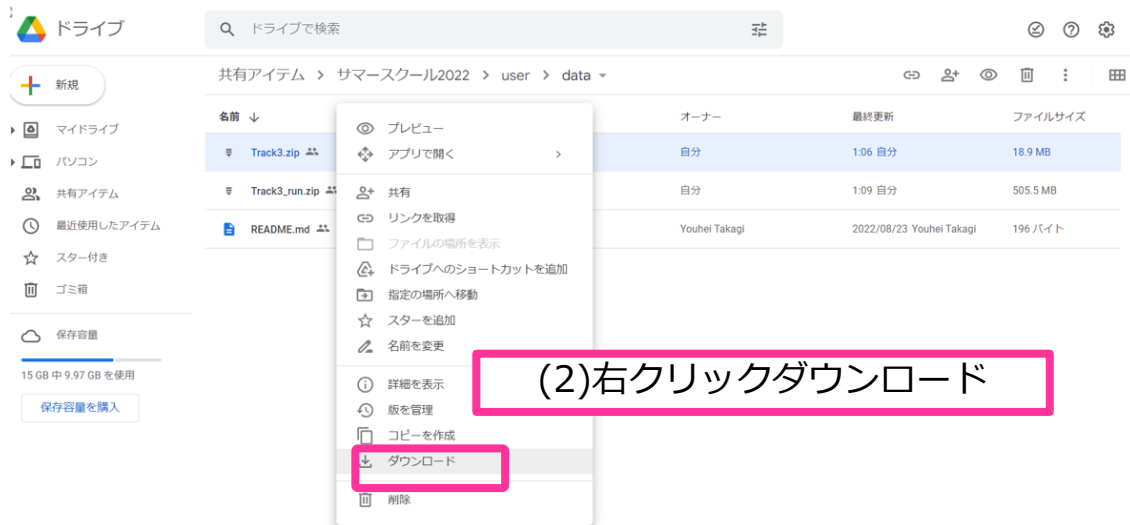 ドライブ
ドライブで検索
新規
共有アイテム > サマースクール2022 > user > data
マイドライブ
パソコン
共有アイテム
最近使用したアイテム
スター付き
ゴミ箱
保存容量
15 GB 中 9.97 GB を使用
保存容量を購入
名前 オーナー 最終更新 ファイルサイズ
Track3.zip 自分 1:06 自分 18.9 MB
Track3_run.zip 自分 1:09 自分 505.5 MB
README.md Youhei Takagi 2022/08/23 Youhei Takagi 196 バイト
プレビュー
アプリで開く
共有
リンクを取得
ファイルの場所を表示
ドライブへのショートカットを追加
指定の場所へ移動
スターを追加
名前を変更
詳細を表示
版を管理
コピーを作成
ダウンロード
削除
(2)右クリックダウンロード